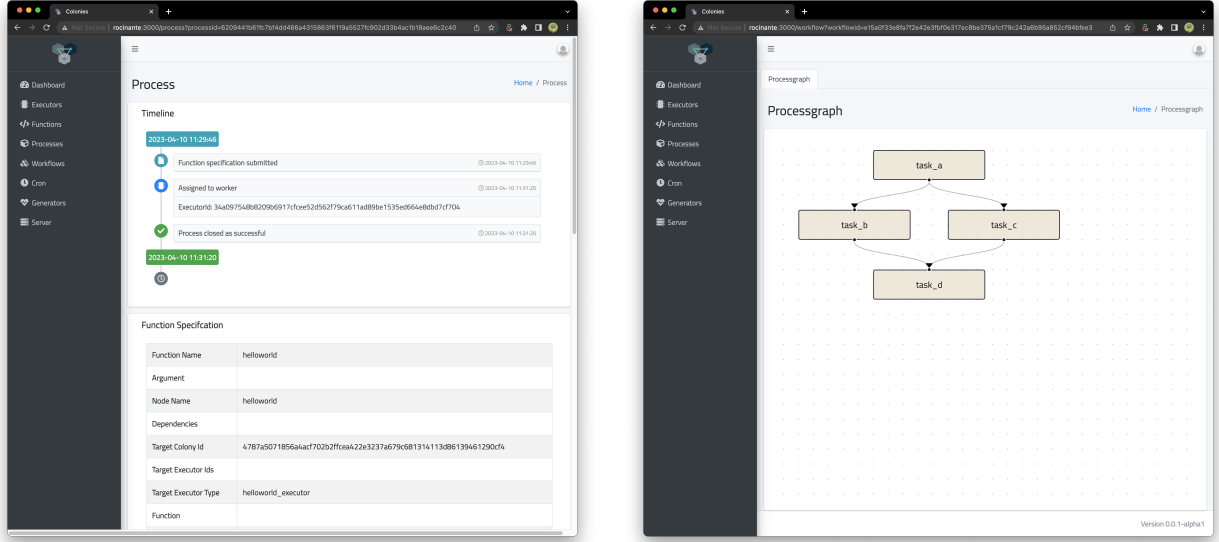 Colonies
Not Secure | rocinante:3000/process?processid=6209441b61fc7bf4dd466a4315863f6119a5527fc902d33b4ac1b18aee6c2c40
Dashboard
Executors
Functions
Processes
Workflows
Cron
Generators
Server
Process
Home / Process
Timeline
2023-04-10 11:29:46
Function specification submitted
2023-04-10 11:29:46
Assigned to worker
2023-04-10 11:31:20
ExecutorId: 34a097548b8209b6917cfcee52d562f79ca611ad89be1535ed664e8dbd7cf704
Process closed as successful
2023-04-10 11:31:20
2023-04-10 11:31:20
Function Specifcation
Function Name helloworld
Argument
Node Name helloworld
Dependencies
Target Colony Id 4787a5071856a4acf702b2ffcea422e3237a679c681314113d86139461290cf4
Target Executor Ids
Target Executor Type helloworld_executor
Function
Colonies
Not Secure | rocinante:3000/workflow?workflowid=e15a0f33e8fa7f2e42e3fbf0e317ec8be375a1cf79c242a6b95a852cf94bfee3
Dashboard
Executors
Functions
Processes
Workflows
Cron
Generators
Server
Processgraph
Processgraph
Home / Processgraph
task_a
task_b
task_c
task_d
Version 0.0.1-alpha1